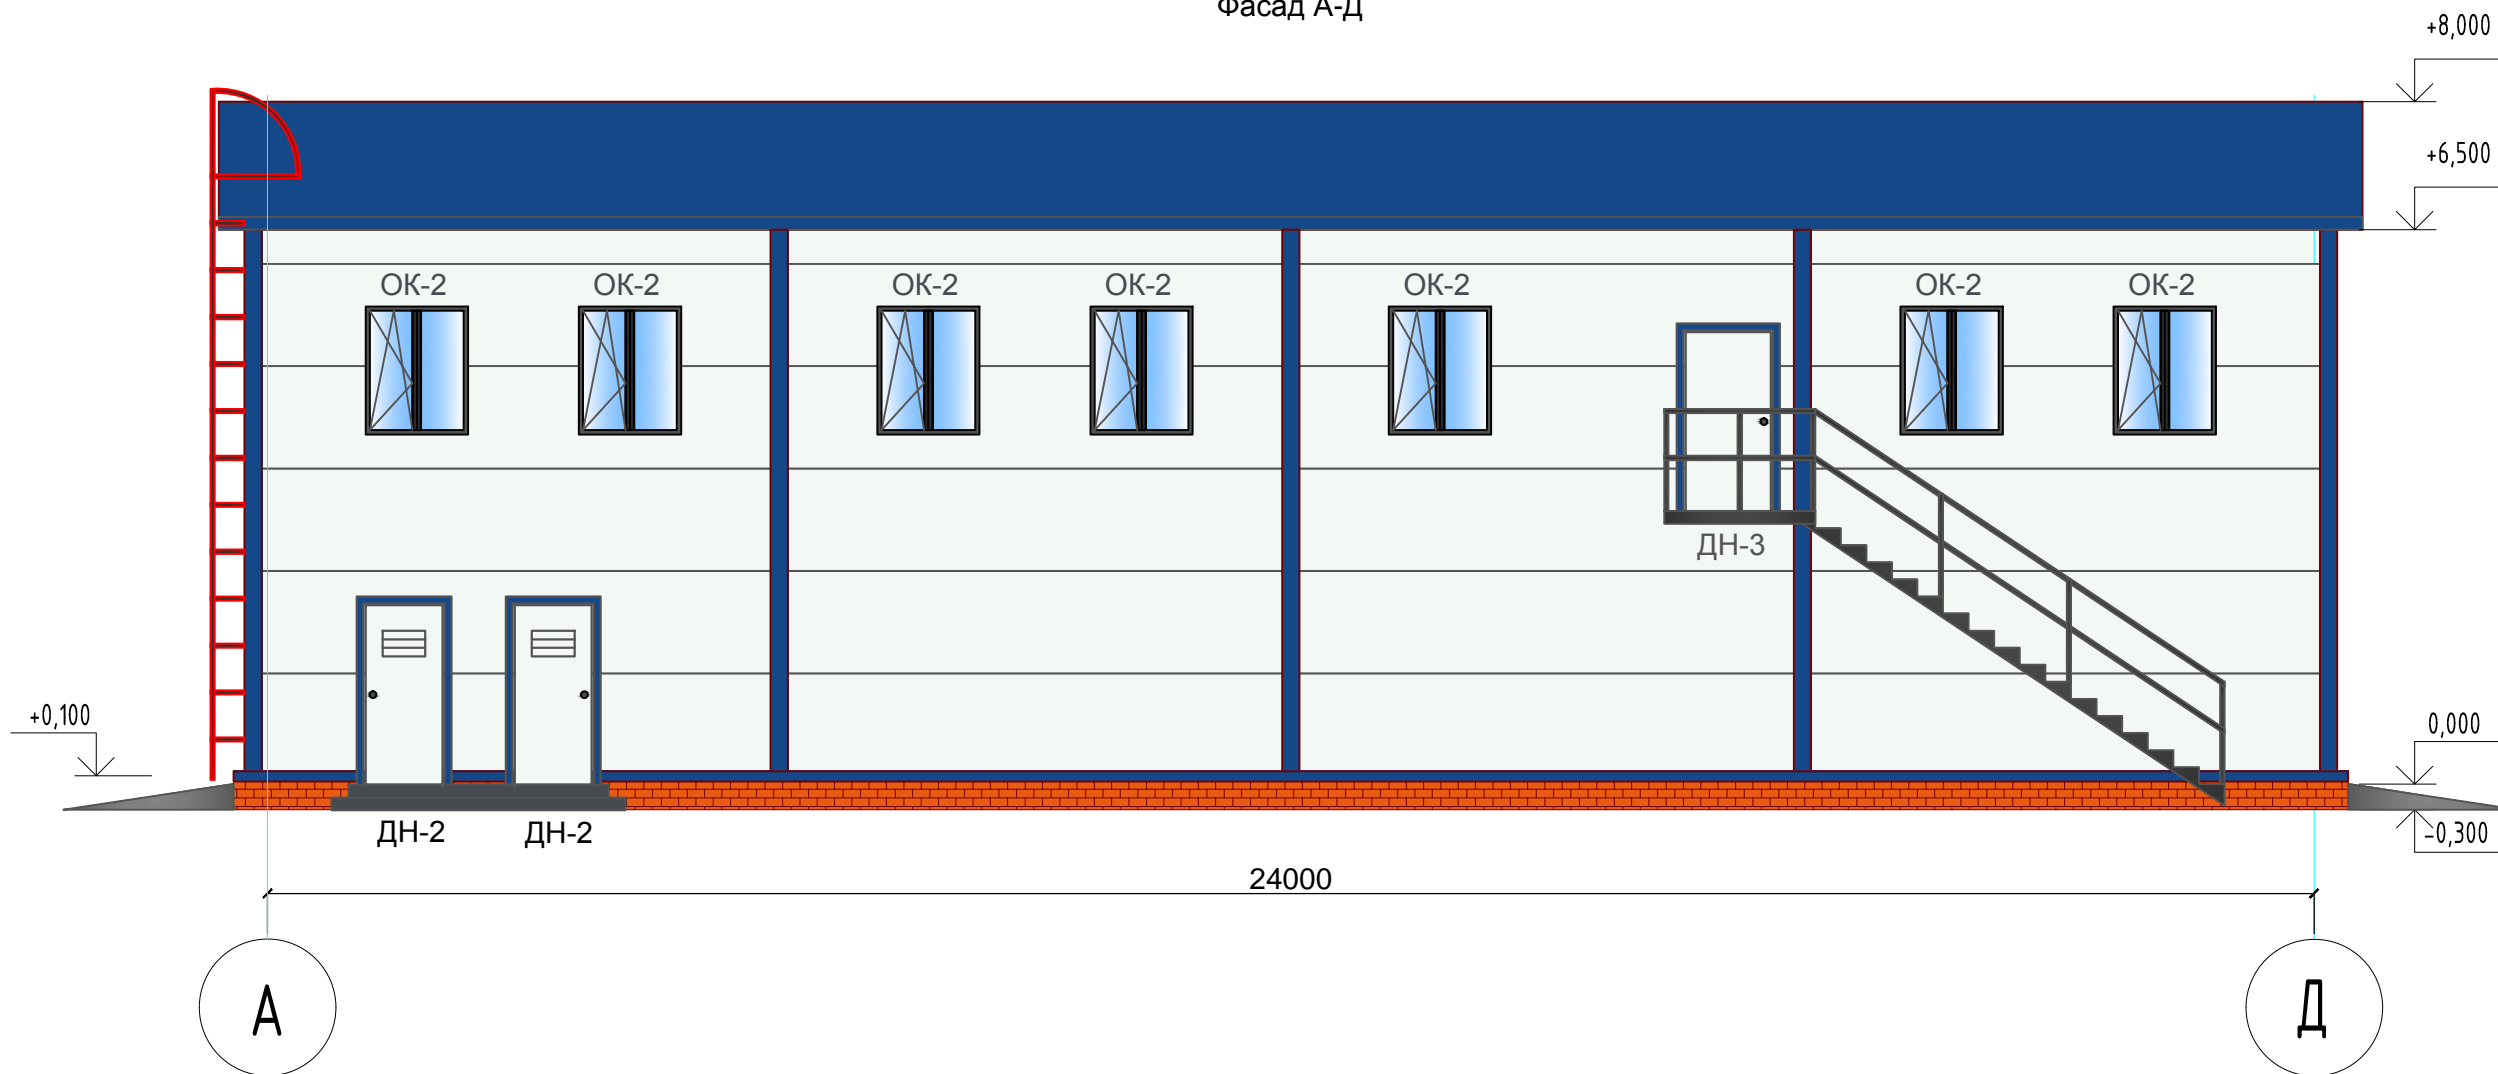 Фасад А-Д
+8,000
+6,500
ОК-2 ОК-2 ОК-2 ОК-2 ОК-2 ОК-2 ОК-2
ДН-3
+0,100
0,000
-0,300
ДН-2 ДН-2
24000
А Д